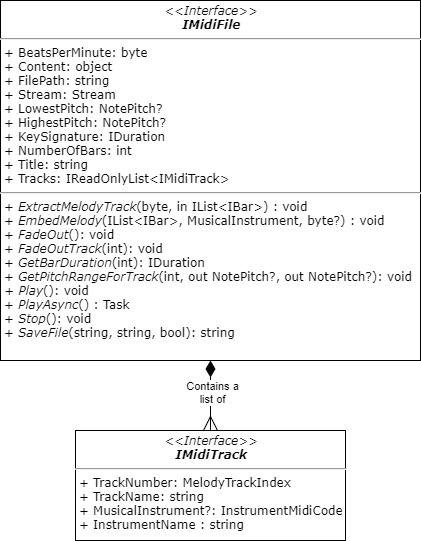 <<Interface>>
IMidiFile
+ BeatsPerMinute: byte
+ Content: object
+ FilePath: string
+ Stream: Stream
+ LowestPitch: NotePitch?
+ HighestPitch: NotePitch?
+ KeySignature: IDuration
+ NumberOfBars: int
+ Title: string
+ Tracks: IReadOnlyList<IMidiTrack>
+ ExtractMelodyTrack(byte, in IList<IBar>) : void
+ EmbedMelody(IList<IBar>, MusicalInstrument, byte?) : void
+ FadeOut(): void
+ FadeOutTrack(int): void
+ GetBarDuration(int): IDuration
+ GetPitchRangeForTrack(int, out NotePitch?, out NotePitch?): void
+ Play(): void
+ PlayAsync() : Task
+ Stop(): void
+ SaveFile(string, string, bool): string
Contains a
list of
<<Interface>>
IMidiTrack
+ TrackNumber: MelodyTrackIndex
+ TrackName: string
+ MusicalInstrument?: InstrumentMidiCode
+ InstrumentName : string